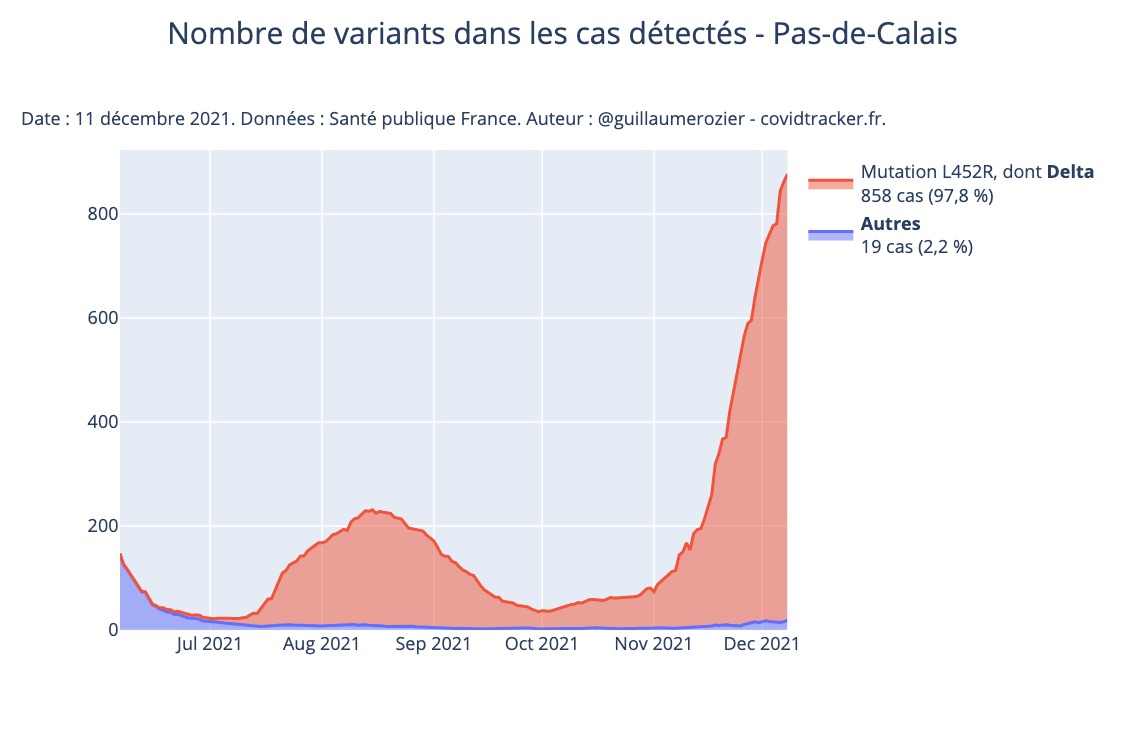 Nombre de variants dans les cas détectés - Pas-de-Calais
Date : 11 décembre 2021. Données : Santé publique France. Auteur : @guillaumerozier - covidtracker.fr.
Mutation L452R, dont Delta
858 cas (97,8 %)
Autres
19 cas (2,2 %)
800
600
400
200
0
Jul 2021
Aug 2021
Sep 2021
Oct 2021
Nov 2021
Dec 2021